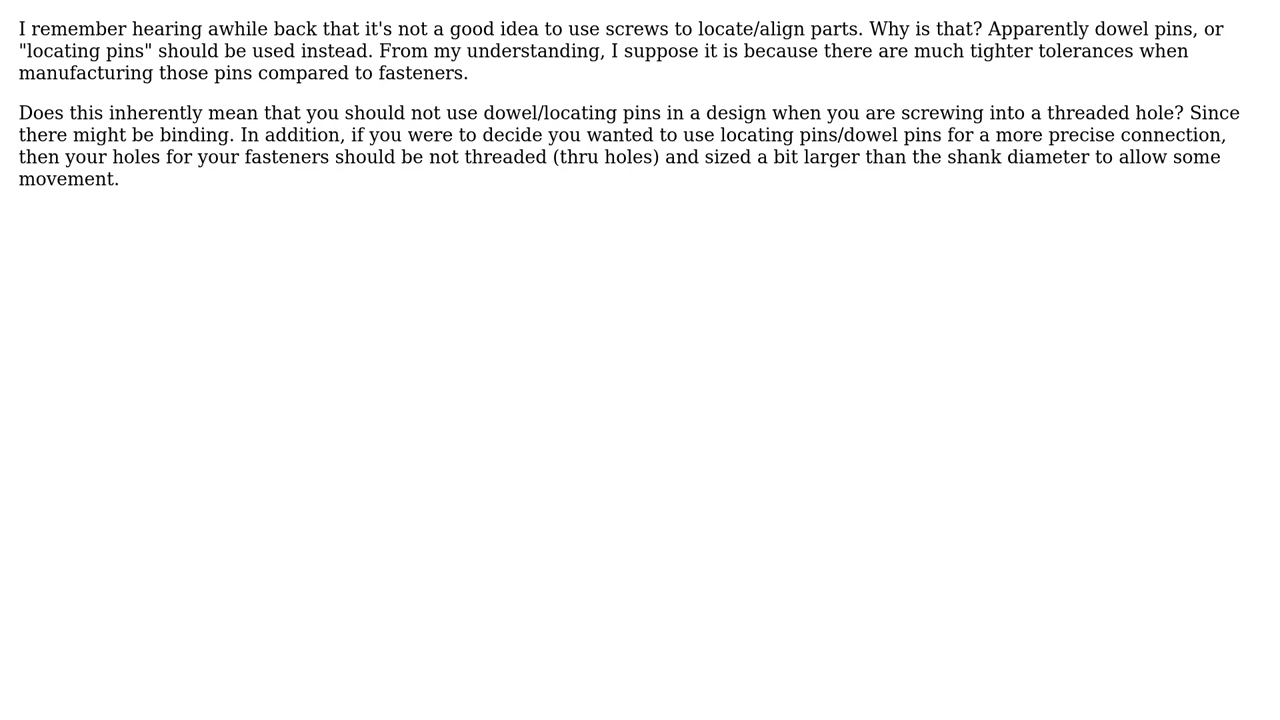 I remember hearing awhile back that it's not a good idea to use screws to locate/align parts. Why is that? Apparently dowel pins, or
"locating pins" should be used instead. From my understanding, I suppose it is because there are much tighter tolerances when
manufacturing those pins compared to fasteners.
Does this inherently mean that you should not use dowel/locating pins in a design when you are screwing into a threaded hole? Since
there might be binding. In addition, if you were to decide you wanted to use locating pins/dowel pins for a more precise connection,
then your holes for your fasteners should be not threaded (thru holes) and sized a bit larger than the shank diameter to allow some
movement.